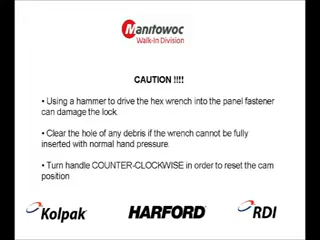 Manitowoc
Walk-In Division
CAUTION !!!!
• Using a hammer to drive the hex wrench into the panel fastener
can damage the lock.
• Clear the hole of any debris if the wrench cannot be fully
inserted with normal hand pressure.
• Turn handle COUNTER-CLOCKWISE in order to reset the cam
position
Kolpak HARFORD RDI